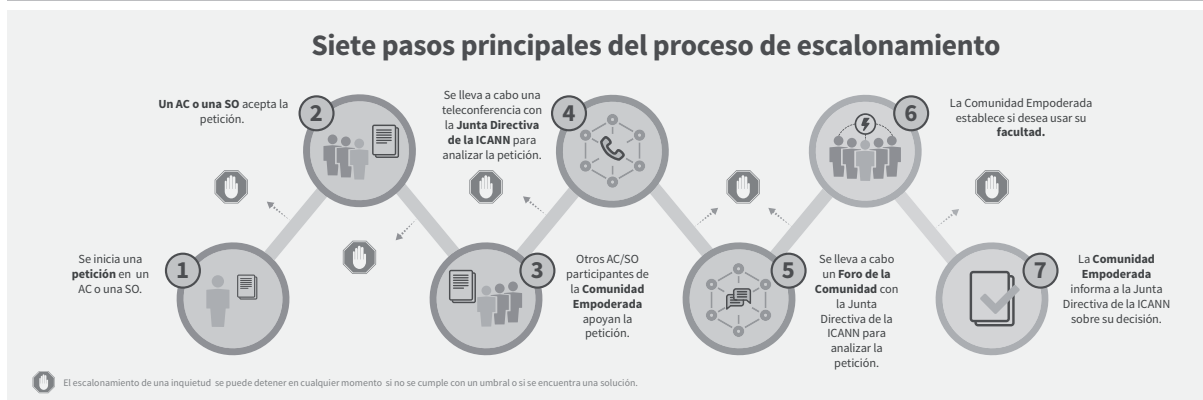 Siete pasos principales del proceso de escalonamiento
1
Se inicia una
petición en un
AC o una SO.
2
Un AC o una SO acepta la
petición.
3
Otros AC/SO
participantes de
la Comunidad
Empoderada
apoyan la
petición.
4
Se lleva a cabo una
teleconferencia con
la Junta Directiva
de la ICANN para
analizar la petición.
5
Se lleva a cabo
un Foro de la
Comunidad con
la Junta
Directiva de la
ICANN para
analizar la
petición.
6
La Comunidad Empoderada
establece si desea usar su
facultad.
7
La Comunidad
Empoderada
informa a la Junta
Directiva de la ICANN
sobre su decisión.
El escalonamiento de una inquietud se puede detener en cualquier momento si no se cumple con un umbral o si se encuentra una solución.